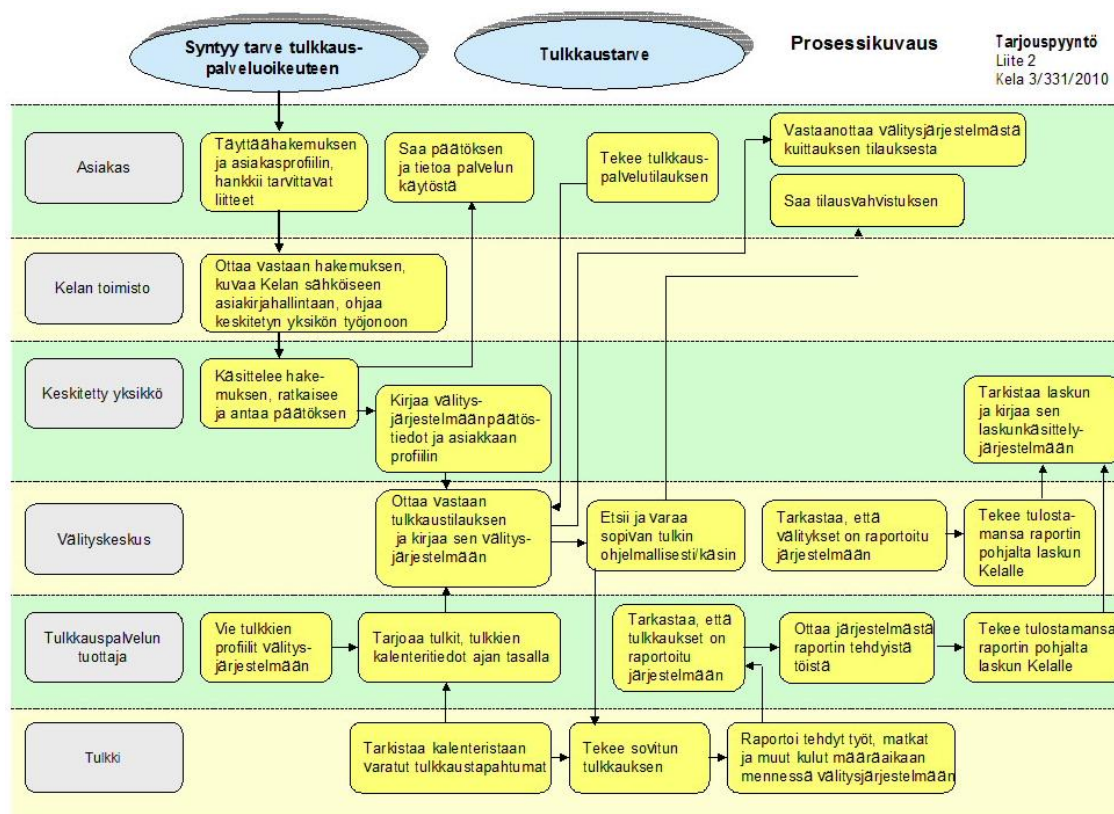 Syntyy tarve tulkkaus-
palveluoikeuteen
Tulkkaustarve
Prosessikuvaus
Tarjouspyyntö
Liite 2
Kela 3/331/2010
Asiakas
Täyttäähakemuksen
ja asiakasprofiilin,
hankkii tarvittavat
liitteet
Saa päätöksen
ja tietoa palvelun
käytöstä
Tekee tulkkaus-
palvelutilauksen
Vastaanottaa välitysjärjestelmästä
kuittauksen tilauksesta
Saa tilausvahvistuksen
Kelan toimisto
Ottaa vastaan hakemuksen,
kuvaa Kelan sähköiseen
asiakirjahallintaan, ohjaa
keskitetyn yksikön työjonoon
Keskitetty yksikkö
Käsittelee hake-
muksen, ratkaisee
ja antaa päätöksen
Kirjaa välitys-
järjestelmäänpäätös-
tiedot ja asiakkaan
profiilin
Tarkistaa laskun
ja kirjaa sen
laskunkäsittely-
järjestelmään
Välityskeskus
Ottaa vastaan
tulkkaustilauksen
ja kirjaa sen välitys-
järjestelmään
Etsii ja varaa
sopivan tulkin
ohjelmallisesti/käsin
Tarkastaa, että
välitykset on raportoitu
järjestelmään
Tekee tulosta-
mansa raportin
pohjalta laskun
Kelalle
Tulkkauspalvelun
tuottaja
Vie tulkkien
profiilit välitys-
järjestelmään
Tarjoaa tulkit, tulkkien
kalenteritiedot ajan tasalla
Tarkastaa, että
tulkkaukset on
raportoitu
järjestelmään
Ottaa järjestelmästä
raportin tehdyistä
töistä
Tekee tulostamansa
raportin pohjalta
laskun Kelalle
Tulkki
Tarkistaa kalenteristaan
varatut tulkkaustapahtumat
Tekee sovitun
tulkkauksen
Raportoi tehdyt työt, matkat
ja muut kulut määräaikaan
mennessä välitysjärjestelmään